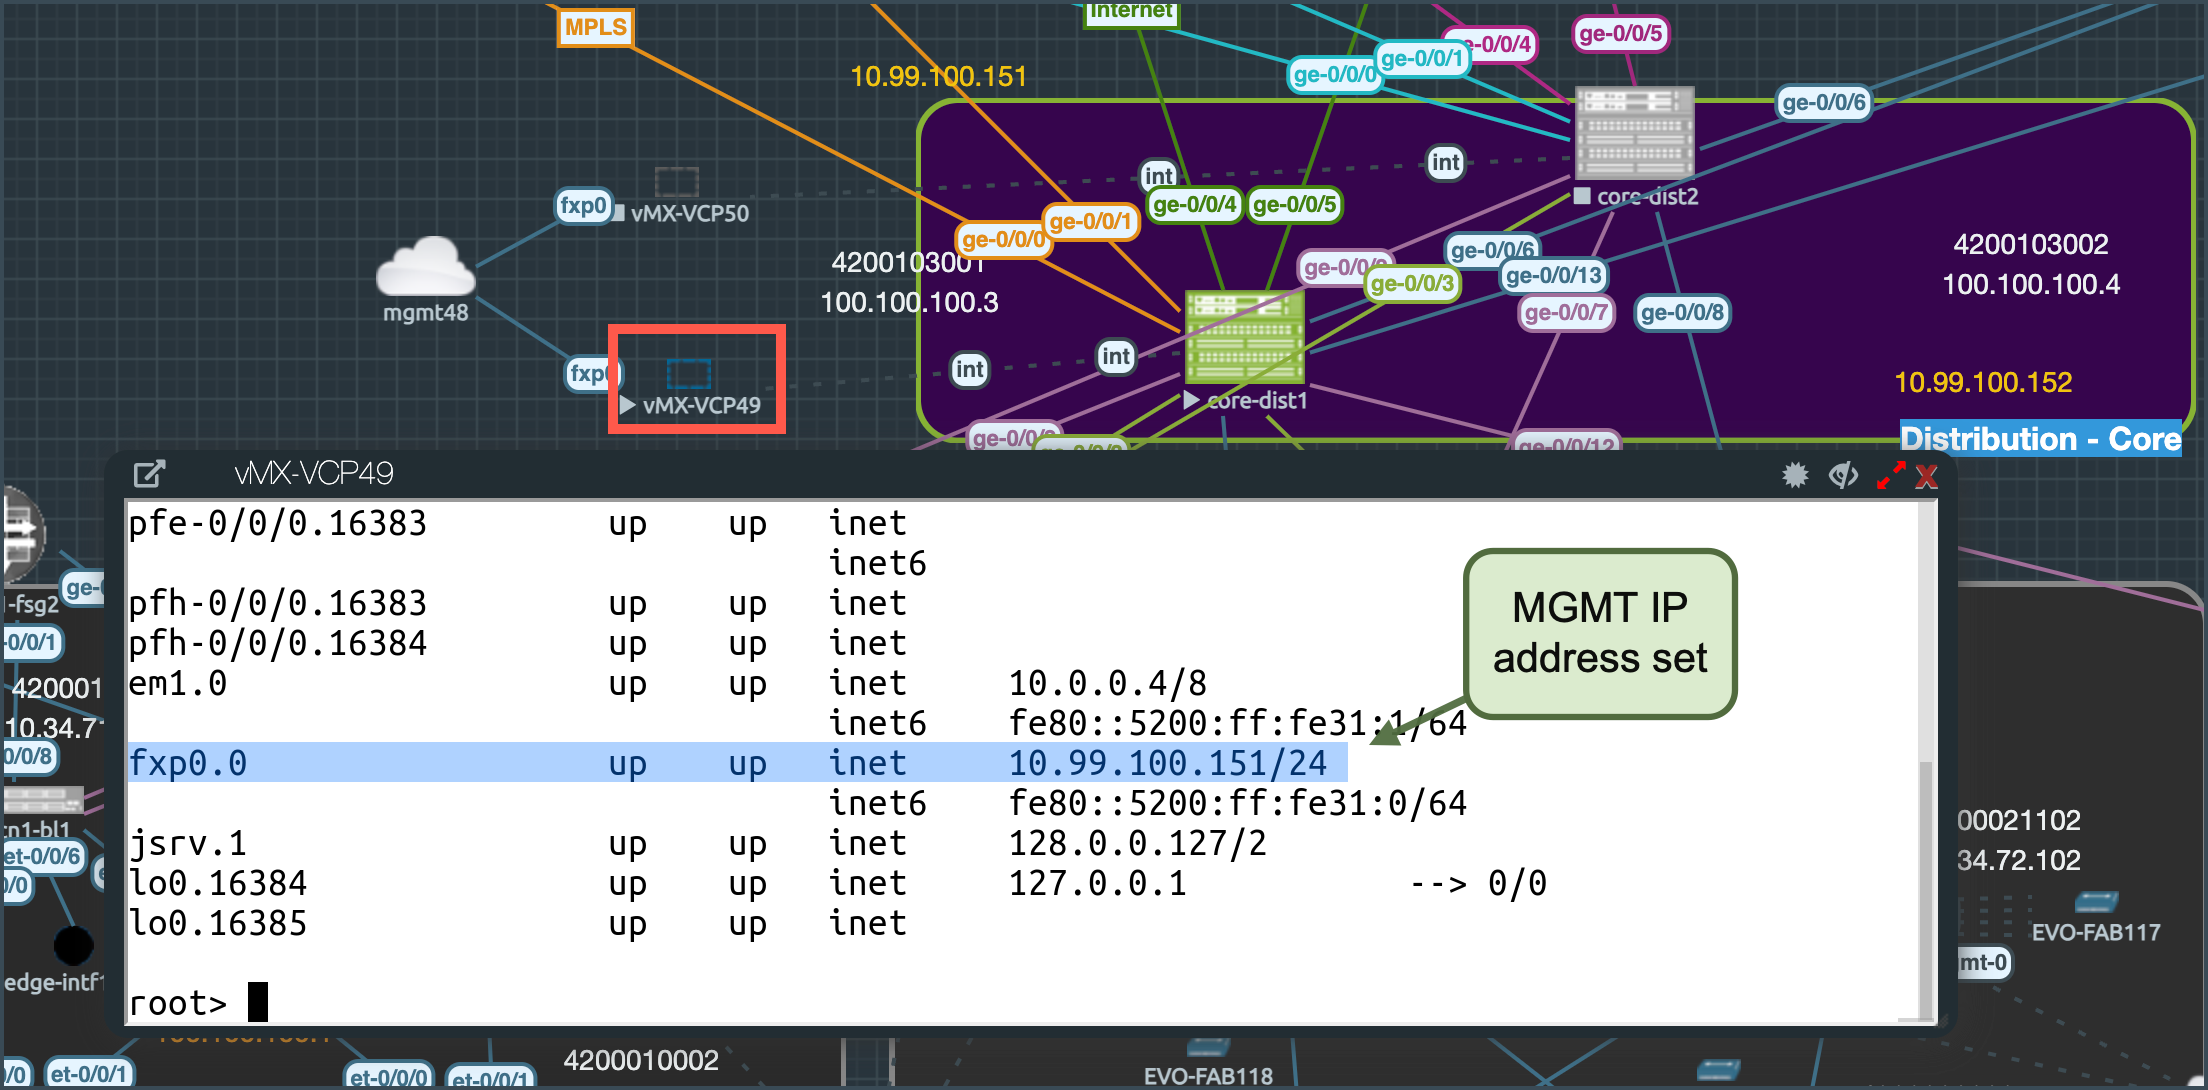 MPLS
Internet
10.99.100.151
ge-0/0/0
ge-0/0/1
e-0/0/4
ge-0/0/5
ge-0/0/6
int
int
core-dist2
fxp0
vMX-VCP50
ge-0/0/4
ge-0/0/5
ge-0/0/0
ge-0/0/1
mgmt48
4200103001
100.100.100.3
ge-0/0/
ge-0/0/3
ge-0/0/6
ge-0/0/13
ge-0/0/7
ge-0/0/8
4200103002
100.100.100.4
fxp0
vMX-VCP49
int
int
core-dist1
10.99.100.152
Distribution - Core
ge-0/0/
ge-0/0/12
vMX-VCP49
pfe-0/0/0.16383 up up inet
inet6
pfh-0/0/0.16383 up up inet
pfh-0/0/0.16384 up up inet
em1.0 up up inet 10.0.0.4/8
inet6 fe80::5200:ff:fe31:1/64
fxp0.0 up up inet 10.99.100.151/24
inet6 fe80::5200:ff:fe31:0/64
jsrv.1 up up inet 128.0.0.127/2
lo0.16384 up up inet 127.0.0.1 --> 0/0
lo0.16385 up up inet
root>
MGMT IP
address set
ge-0
-fsg2
-0/0/1
420001
10.34.7
0/0/8
cn1-bl1
et-0/0/6
/0
edge-intf1
00021102
34.72.102
EVO-FAB117
mt-0
/0
et-0/0/1
et-0/0/0
et-0/0/1
4200010002
EVO-FAB118